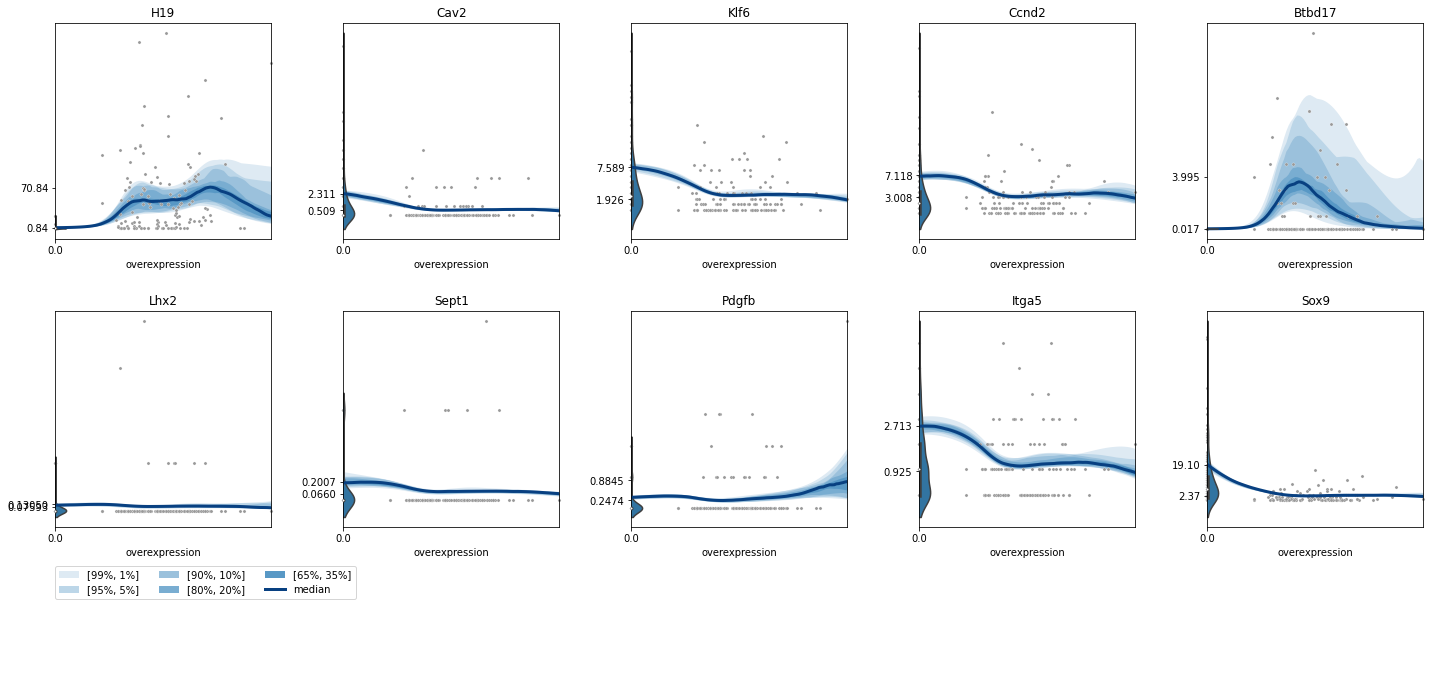 H19
70.84
0.84
0.0
overexpression
Cav2
2.311
0.509
0.0
overexpression
Klf6
7.589
1.926
0.0
overexpression
Ccnd2
7.118
3.008
0.0
overexpression
Btbd17
3.995
0.017
0.0
overexpression
Lhx2
0.0
overexpression
Sept1
0.2007
0.0660
0.0
overexpression
Pdgfb
0.8845
0.2474
0.0
overexpression
Itga5
2.713
0.925
0.0
overexpression
Sox9
19.10
2.37
0.0
overexpression
[99%, 1%]
[95%, 5%]
[90%, 10%]
[80%, 20%]
[65%, 35%]
median